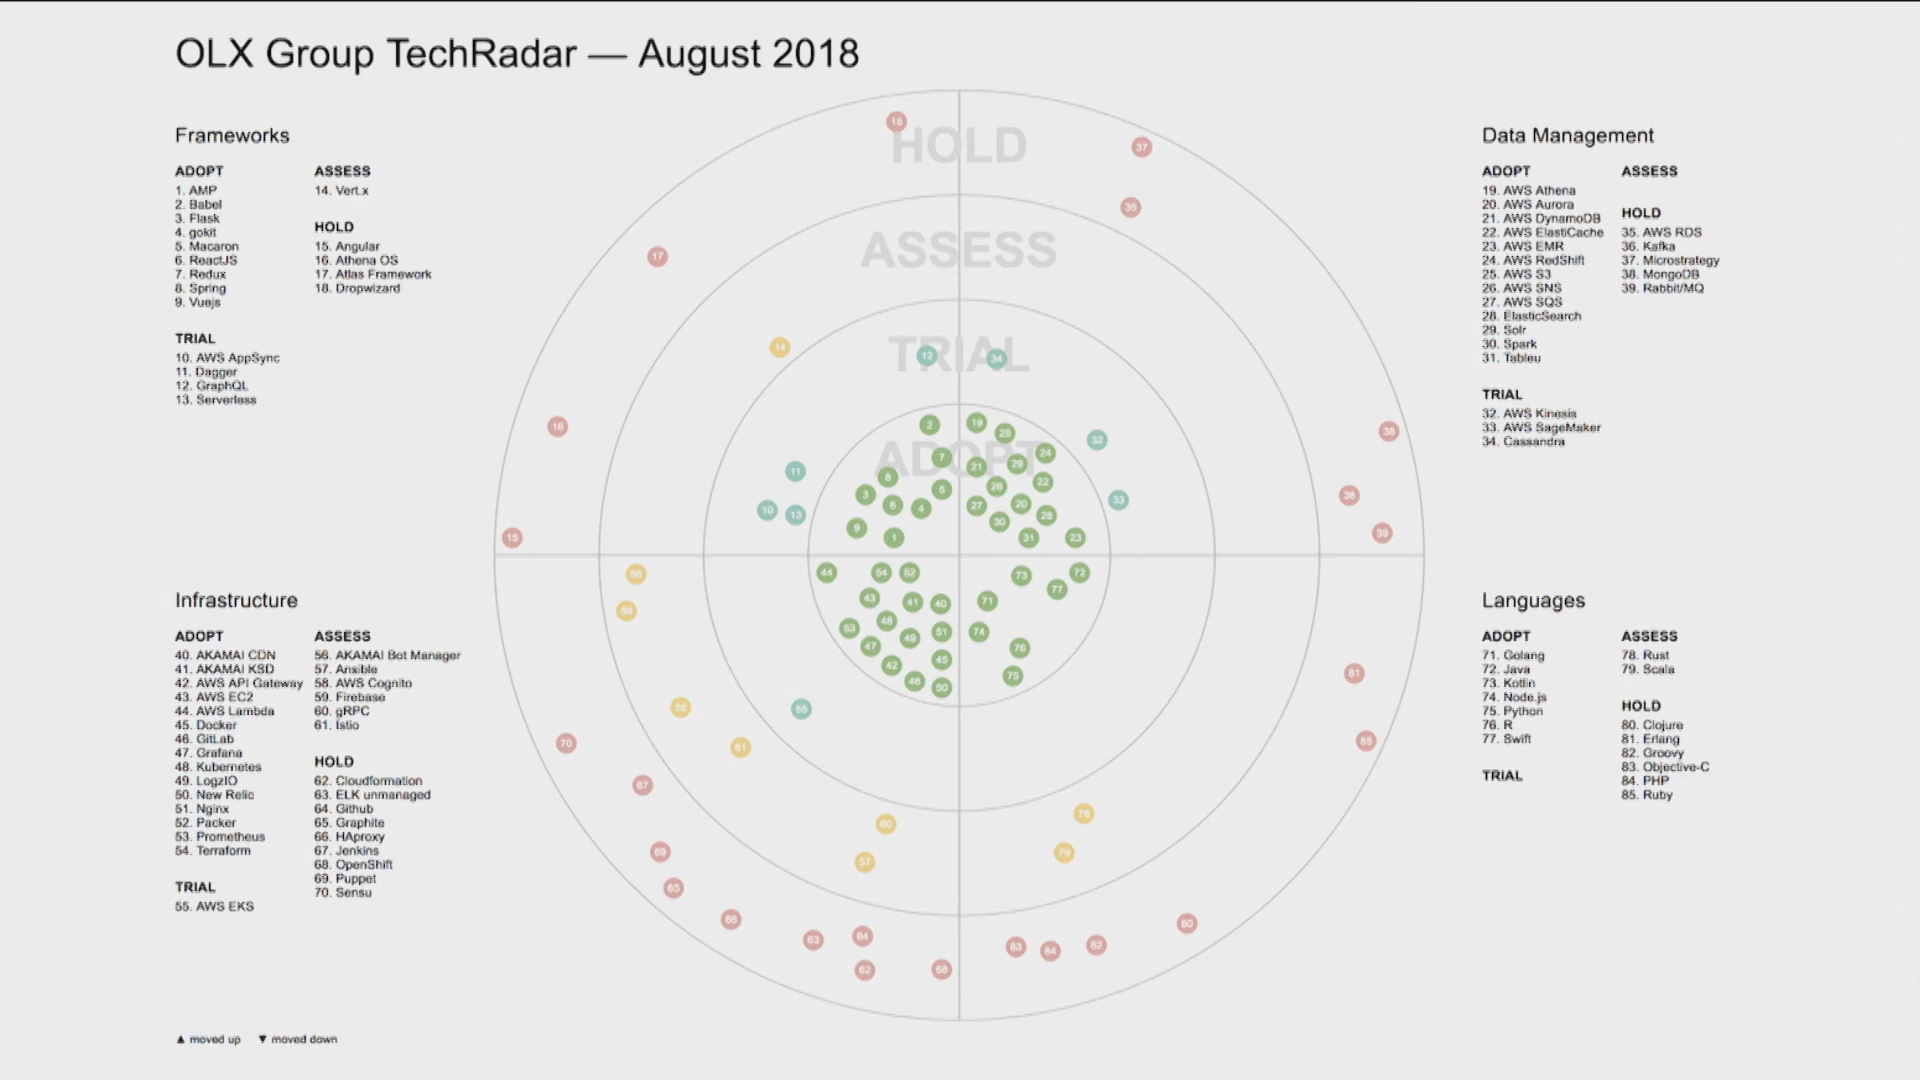 OLX Group TechRadar — August 2018
Frameworks
ADOPT
1. AMP
2. Babel
3. Flask
4. gokit
5. Macaron
6. ReactJS
7. Redux
8. Spring
9. Vuejs
TRIAL
10. AWS AppSync
11. Dagger
12. GraphQL
13. Serverless
ASSESS
14. Vert.x
HOLD
15. Angular
16. Athena OS
17. Atlas Framework
18. Dropwizard
HOLD
ASSESS
TRIAL
ADOPT
Data Management
ADOPT
19. AWS Athena
20. AWS Aurora
21. AWS DynamoDB
22. AWS ElastiCache
23. AWS EMR
24. AWS RedShift
25. AWS S3
26. AWS SNS
27. AWS SQS
28. ElasticSearch
29. Solr
30. Spark
31. Tableu
TRIAL
32. AWS Kinesis
33. AWS SageMaker
34. Cassandra
ASSESS
HOLD
35. AWS RDS
36. Kafka
37. Microstrategy
38. MongoDB
39. Rabbit/MQ
Infrastructure
ADOPT
40. AKAMAI CDN
41. AKAMAI KSD
42. AWS API Gateway
43. AWS EC2
44. AWS Lambda
45. Docker
46. GitLab
47. Grafana
48. Kubernetes
49. LogzIO
50. New Relic
51. Nginx
52. Packer
53. Prometheus
54. Terraform
TRIAL
55. AWS EKS
ASSESS
56. AKAMAI Bot Manager
57. Ansible
58. AWS Cognito
59. Firebase
60. gRPC
61. Istio
HOLD
62. Cloudformation
63. ELK unmanaged
64. Github
65. Graphite
66. HAproxy
67. Jenkins
68. OpenShift
69. Puppet
70. Sensu
Languages
ADOPT
71. Golang
72. Java
73. Kotlin
74. Node.js
75. Python
76. R
77. Swift
TRIAL
ASSESS
78. Rust
79. Scala
HOLD
80. Clojure
81. Erlang
82. Groovy
83. Objective-C
84. PHP
85. Ruby
▲ moved up ▼ moved down